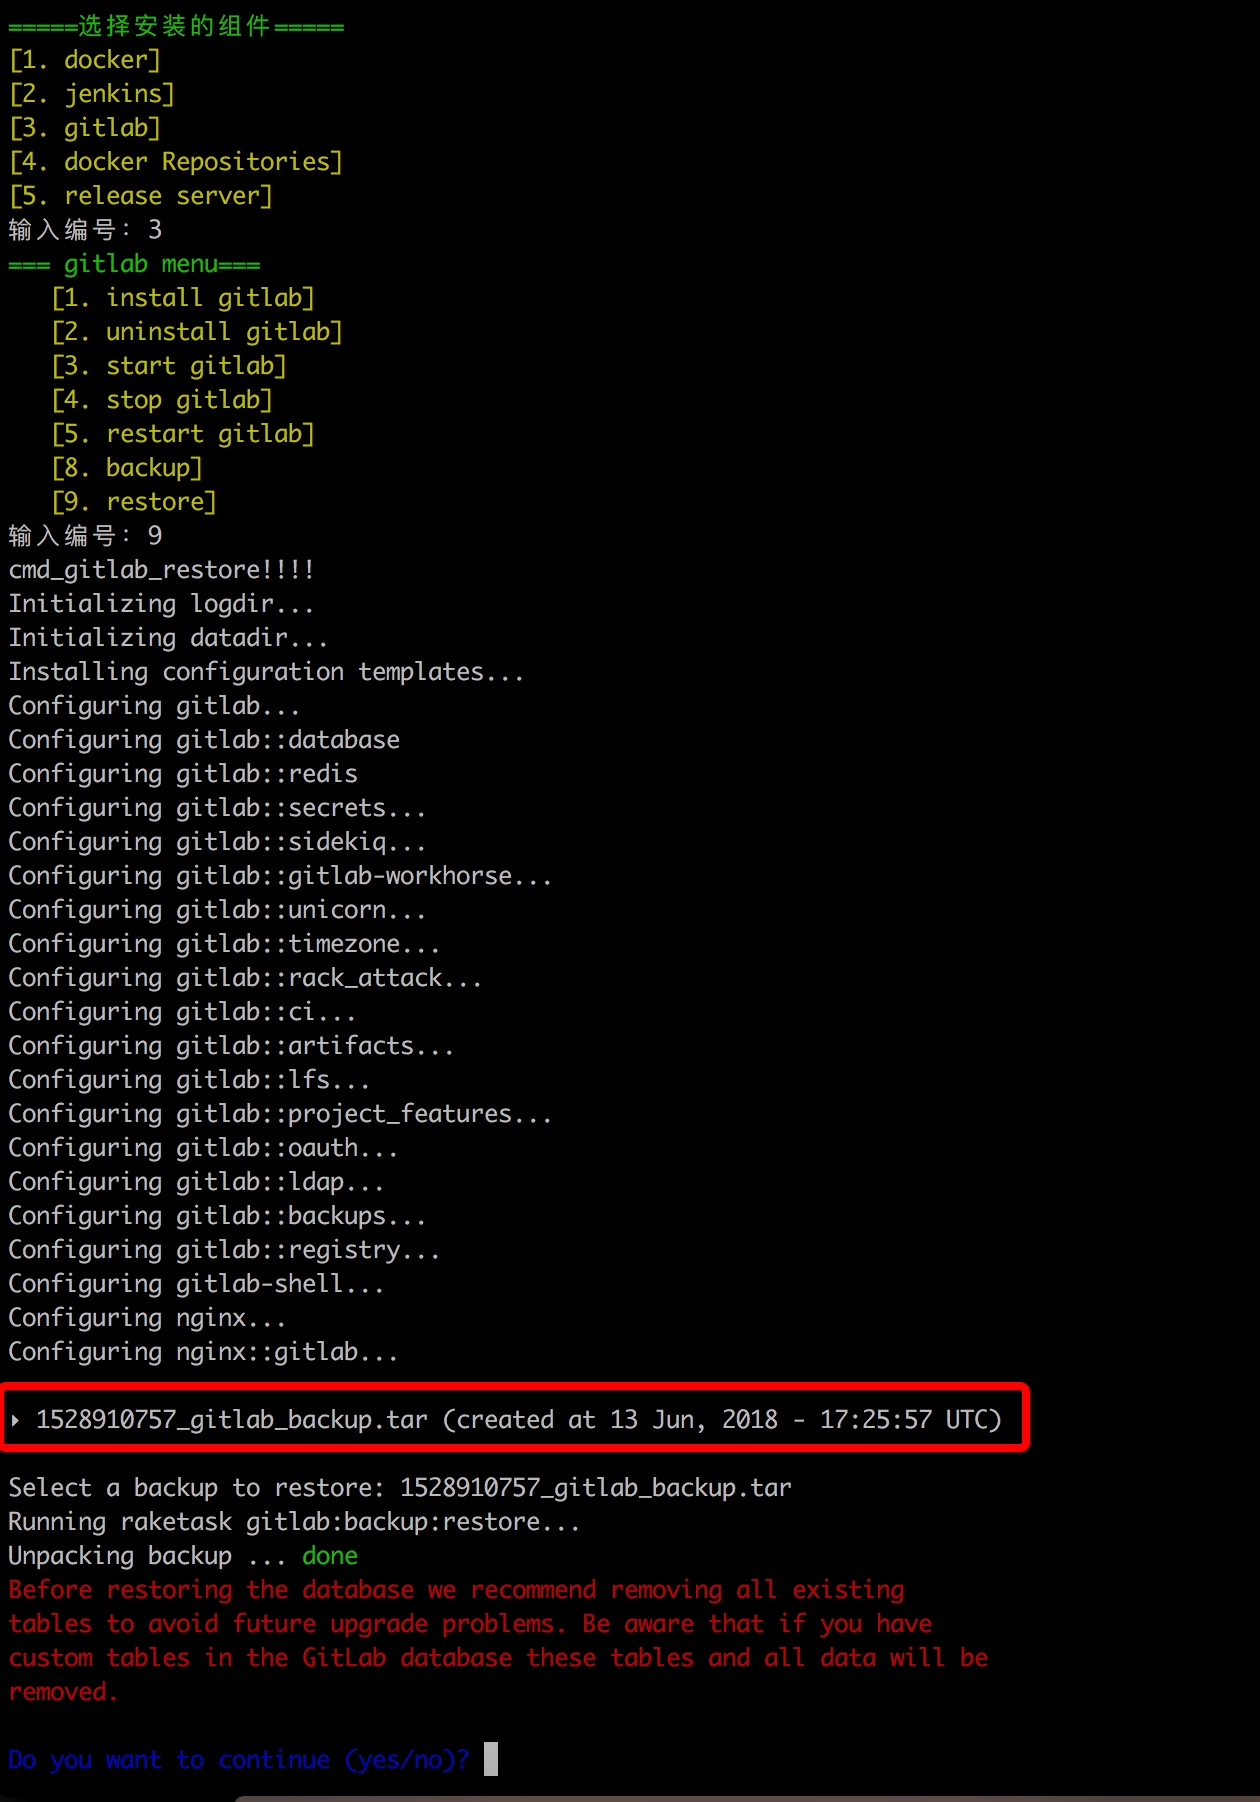 =====选择安装的组件=====
[1. docker]
[2. jenkins]
[3. gitlab]
[4. docker Repositories]
[5. release server]
输入编号: 3
=== gitlab menu===
[1. install gitlab]
[2. uninstall gitlab]
[3. start gitlab]
[4. stop gitlab]
[5. restart gitlab]
[8. backup]
[9. restore]
输入编号: 9
cmd_gitlab_restore!!!!
Initializing logdir...
Initializing datadir...
Installing configuration templates...
Configuring gitlab...
Configuring gitlab::database
Configuring gitlab::redis
Configuring gitlab::secrets...
Configuring gitlab::sidekiq...
Configuring gitlab::gitlab-workhorse...
Configuring gitlab::unicorn...
Configuring gitlab::timezone...
Configuring gitlab::rack_attack...
Configuring gitlab::ci...
Configuring gitlab::artifacts...
Configuring gitlab::lfs...
Configuring gitlab::project_features...
Configuring gitlab::oauth...
Configuring gitlab::ldap...
Configuring gitlab::backups...
Configuring gitlab::registry...
Configuring gitlab-shell...
Configuring nginx...
Configuring nginx::gitlab...
‣ 1528910757_gitlab_backup.tar (created at 13 Jun, 2018 - 17:25:57 UTC)
Select a backup to restore: 1528910757_gitlab_backup.tar
Running raketask gitlab:backup:restore...
Unpacking backup ... done
Before restoring the database we recommend removing all existing
tables to avoid future upgrade problems. Be aware that if you have
custom tables in the GitLab database these tables and all data will be
removed.
Do you want to continue (yes/no)?